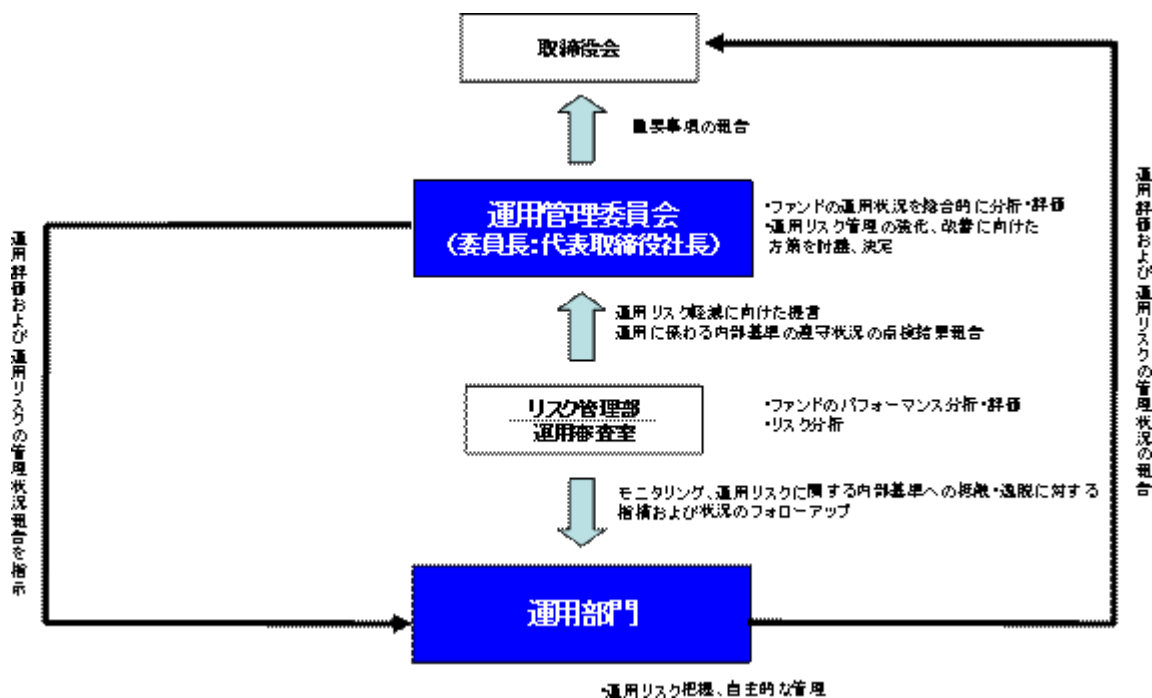 取締役会
重要事項の報告
運用管理委員会
（委員長：代表取締役社長）
・ファンドの運用状況を総合的に分析・評価
・運用リスク管理の強化、改善に向けた
方策を討議、決定
運用評価および運用リスクの管理状況報告を指示
運用評価および運用リスクの管理状況の報告
運用リスク軽減に向けた提言
運用に係わる内部基準の遵守状況の点検結果報告
リスク管理部
運用審査室
・ファンドのパフォーマンス分析・評価
・リスク分析
モニタリング、運用リスクに関する内部基準への抵触・逸脱に対する
指摘および状況のフォローアップ
運用部門
・運用リスク把握、自主的な管理